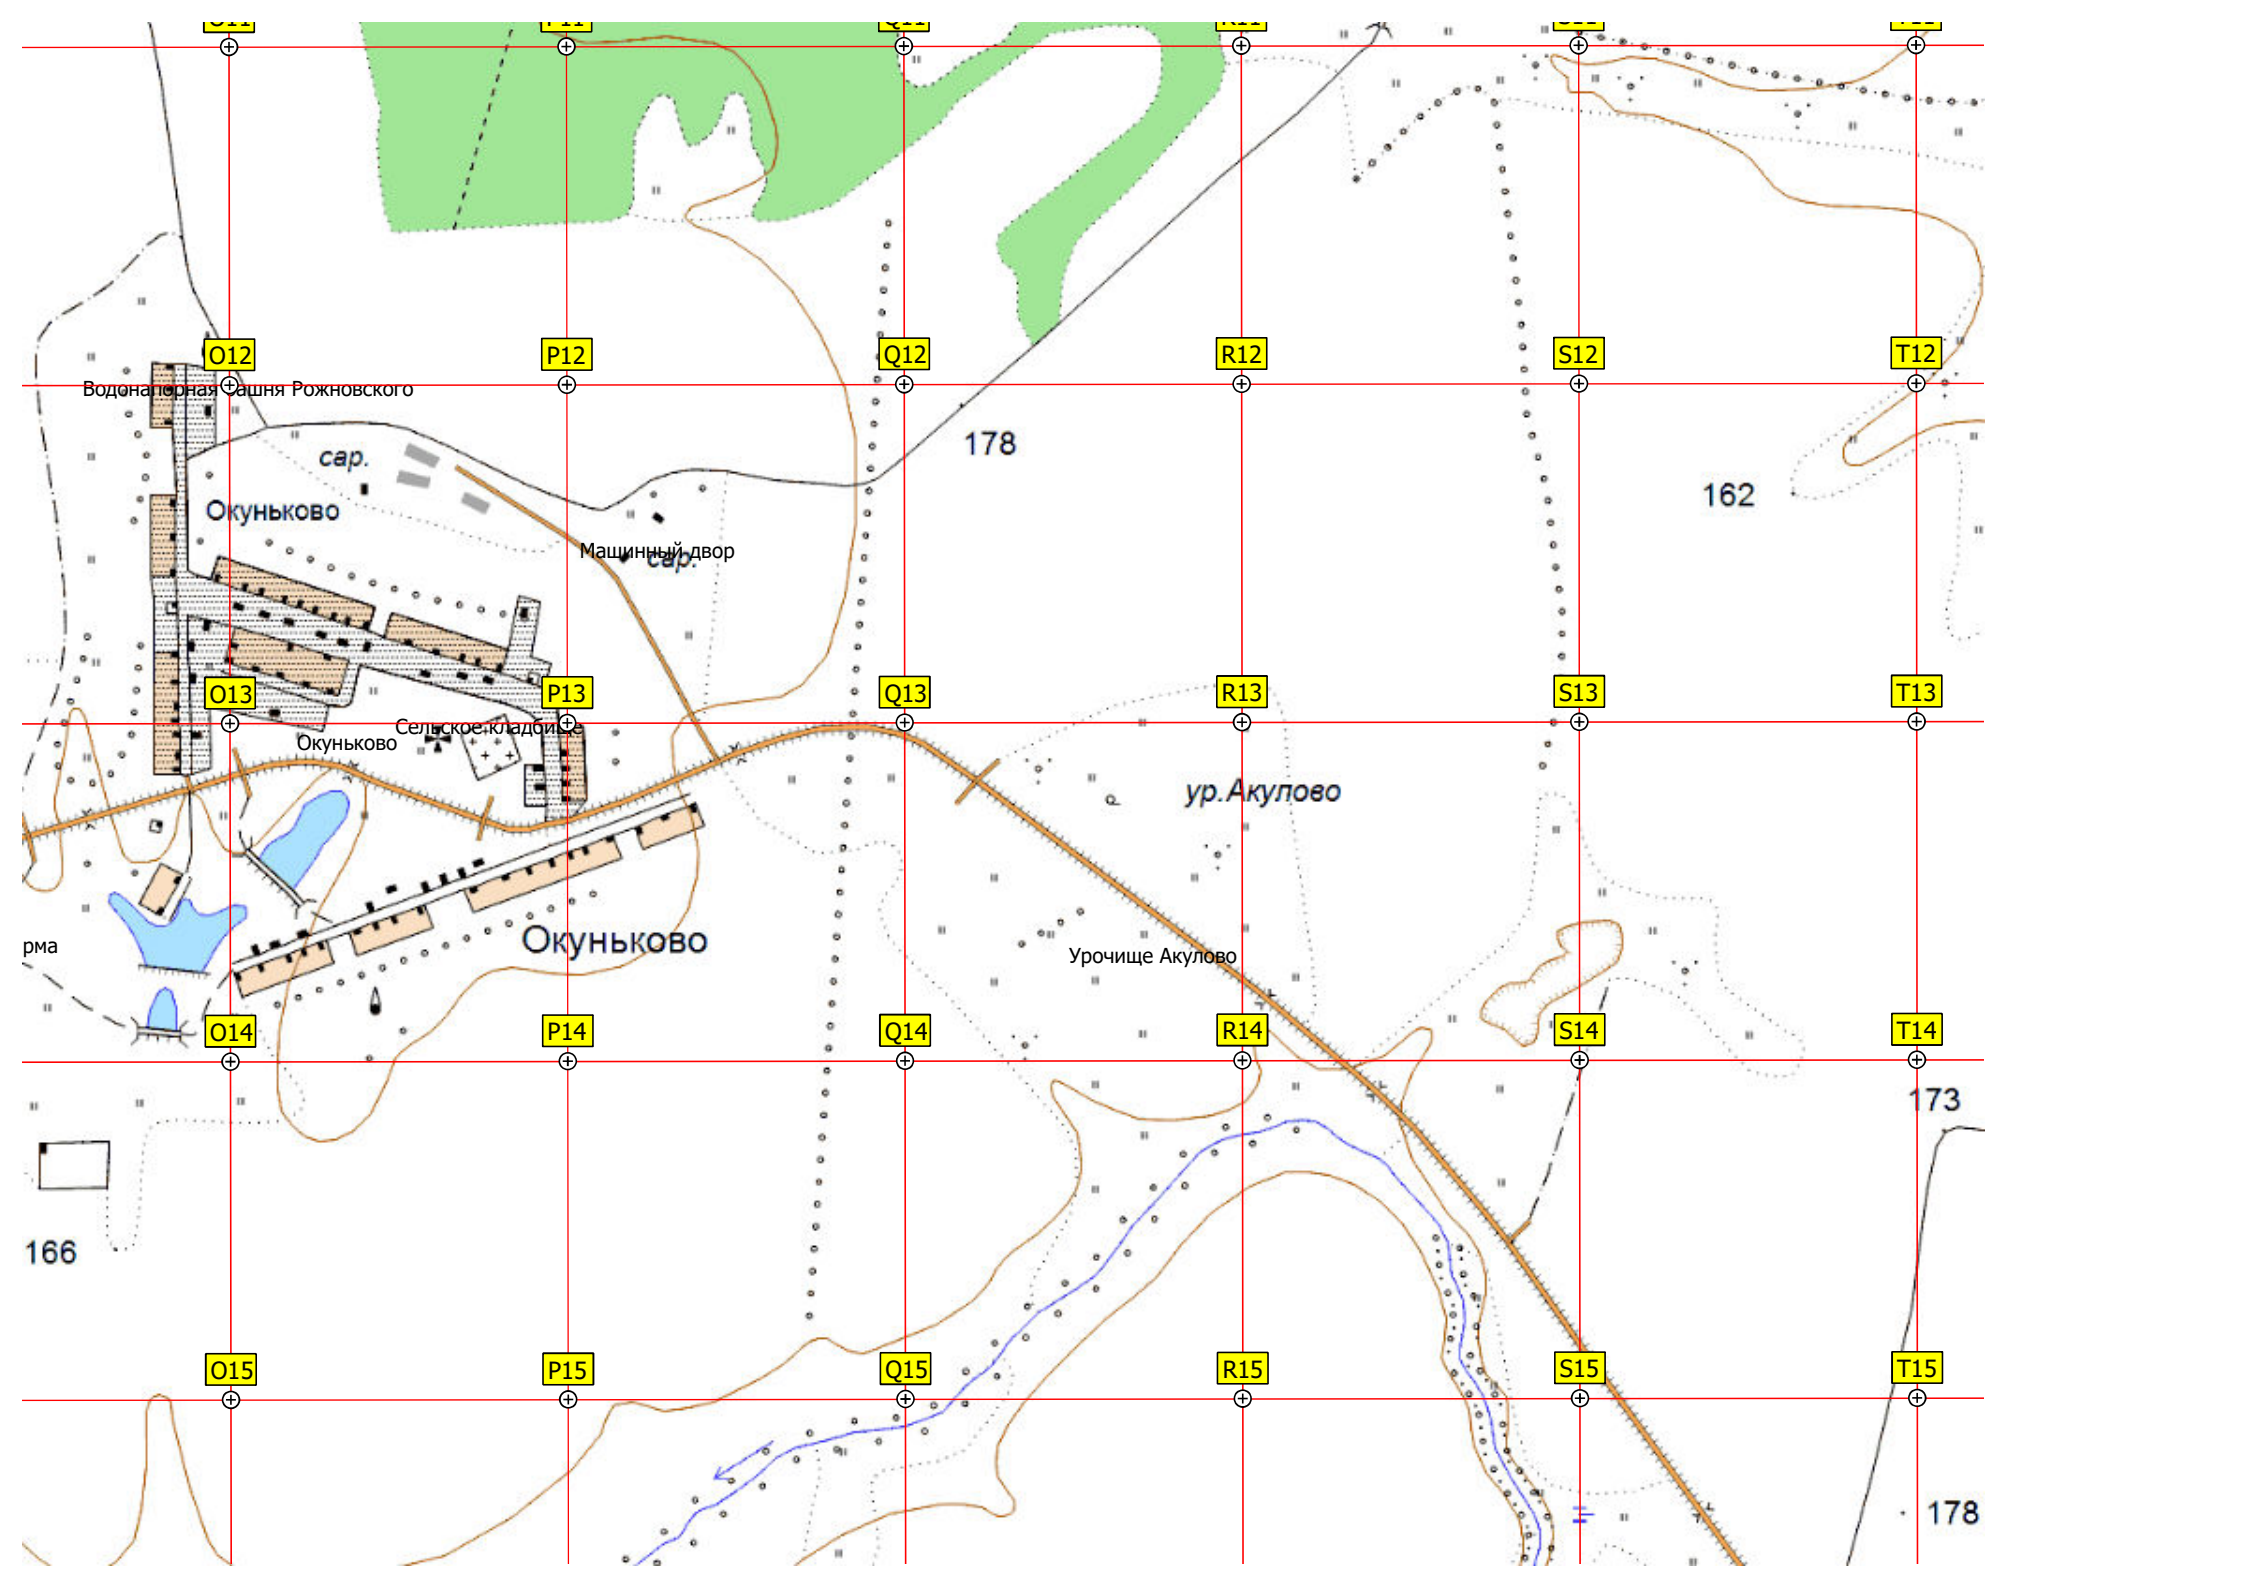 O12
P12
Q12
R12
S12
T12
Водонапорная башня Рожновского
178
сар.
162
Окуньково
Машинный двор
сар.
O13
P13
Q13
R13
S13
T13
Сельское кладбище
Окуньково
ур.Акулово
Окуньково
рма
Урочище Акулово
O14
P14
Q14
R14
S14
T14
173
166
O15
P15
Q15
R15
S15
T15
178